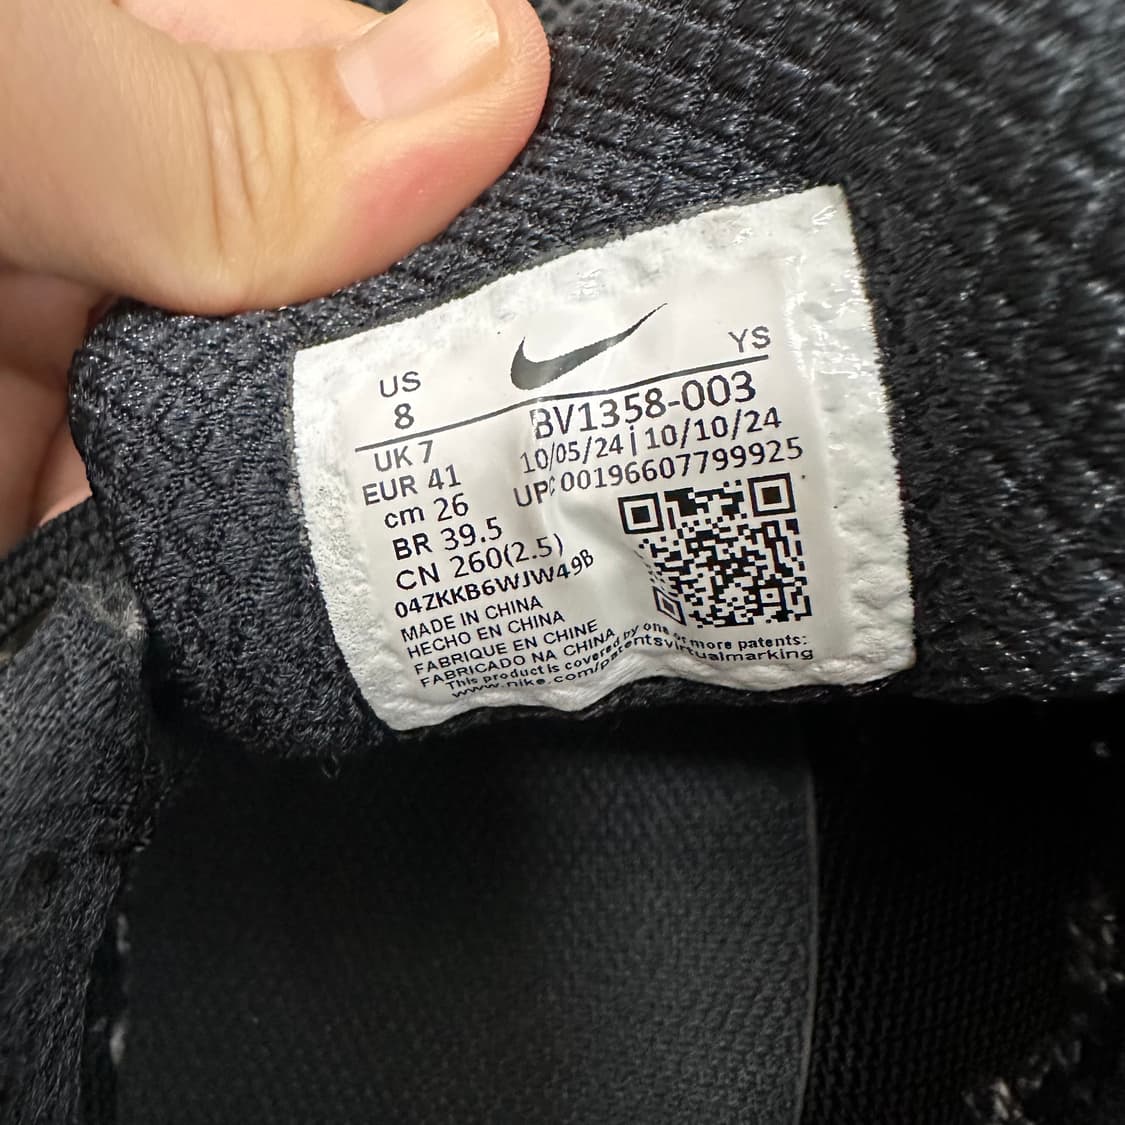 US
8
UK 7
EUR 41
cm 26
BR 39.5
CN 260(2.5)
04ZKKB6WJW49B
YS
BV1358-003
10/05/24 | 10/10/24
UPC 00196607799925
MADE IN CHINA
HECHO EN CHINA
FABRIQUE EN CHINE
FABRICADO NA CHINA
This product is covered by one or more patents:
www.nike.com/patentsvirtualmarking